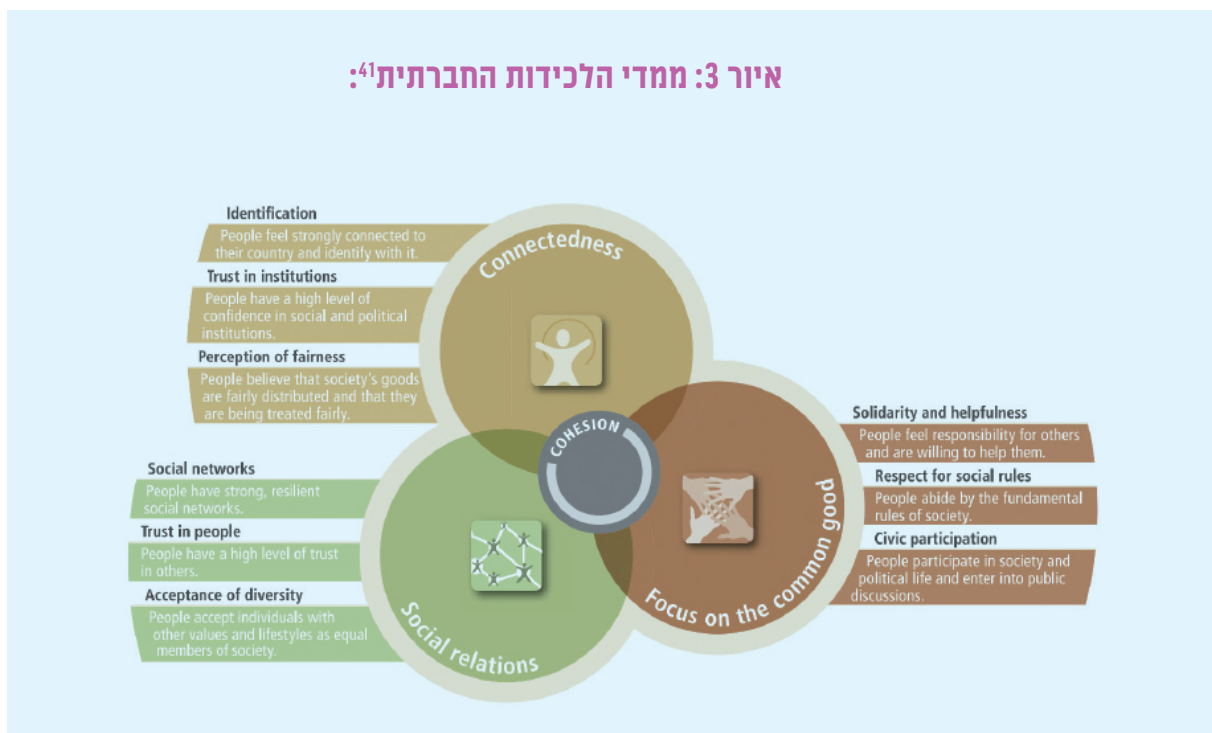 איור 3: ממדי הלכידות החברתית41:
Identification
People feel strongly connected to
their country and identify with it.
Trust in institutions
People have a high level of
confidence in social and political
institutions.
Perception of fairness
People believe that society's goods
are fairly distributed and that they
are being treated fairly.
Connectedness
COHESION
Social networks
People have strong, resilient
social networks.
Trust in people
People have a high level of trust
in others.
Acceptance of diversity
People accept individuals with
other values and lifestyles as equal
members of society.
Social relations
Solidarity and helpfulness
People feel responsibility for others
and are willing to help them.
Respect for social rules
People abide by the fundamental
rules of society.
Civic participation
People participate in society and
political life and enter into public
discussions.
Focus on the common good